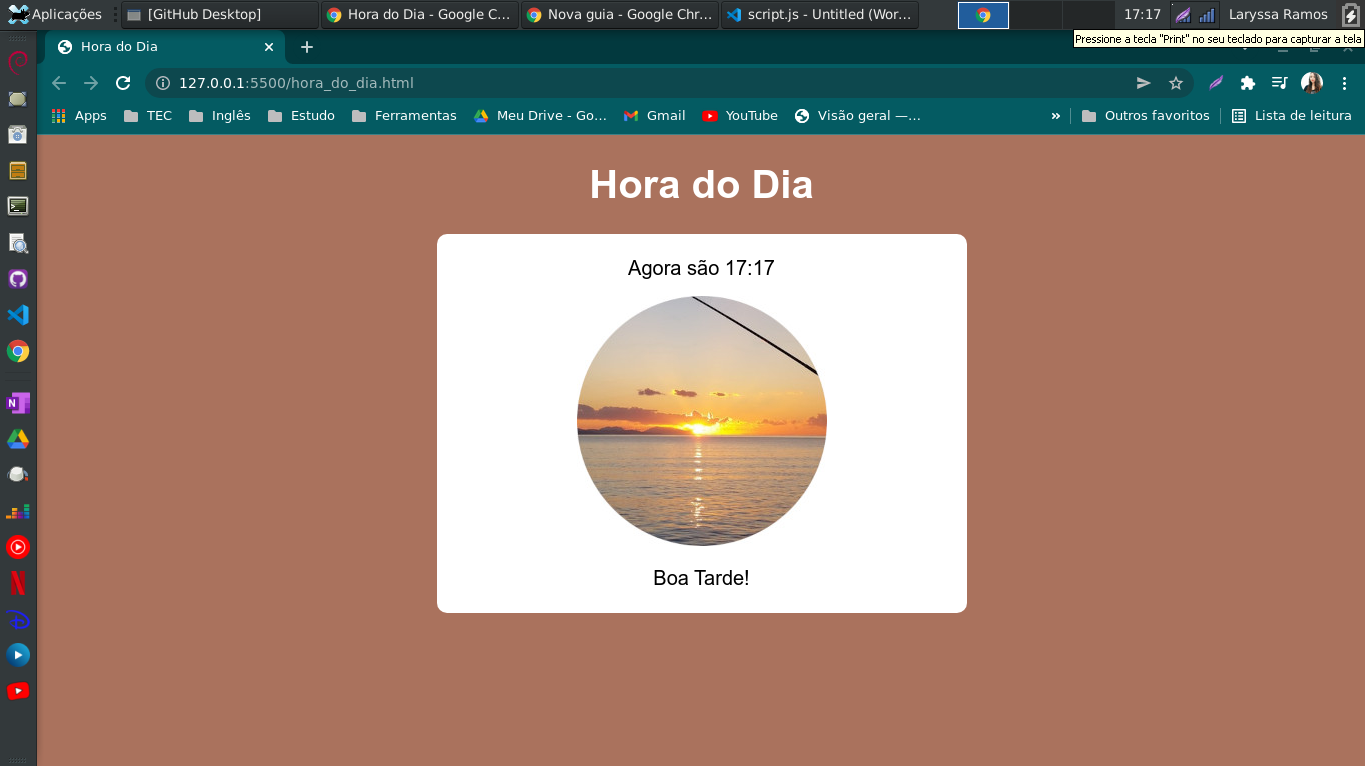 Aplicações [GitHub Desktop] Hora do Dia - Google C... Nova guia - Google Chr... script.js - Untitled (Wor... 17:17 Laryssa Ramos
Pressione a tecla "Print" no seu teclado para capturar a tela
Hora do Dia
127.0.0.1:5500/hora_do_dia.html
Apps TEC Inglês Estudo Ferramentas Meu Drive - Go... Gmail YouTube Visão geral —... » Outros favoritos Lista de leitura
Hora do Dia
Agora são 17:17
Boa Tarde!